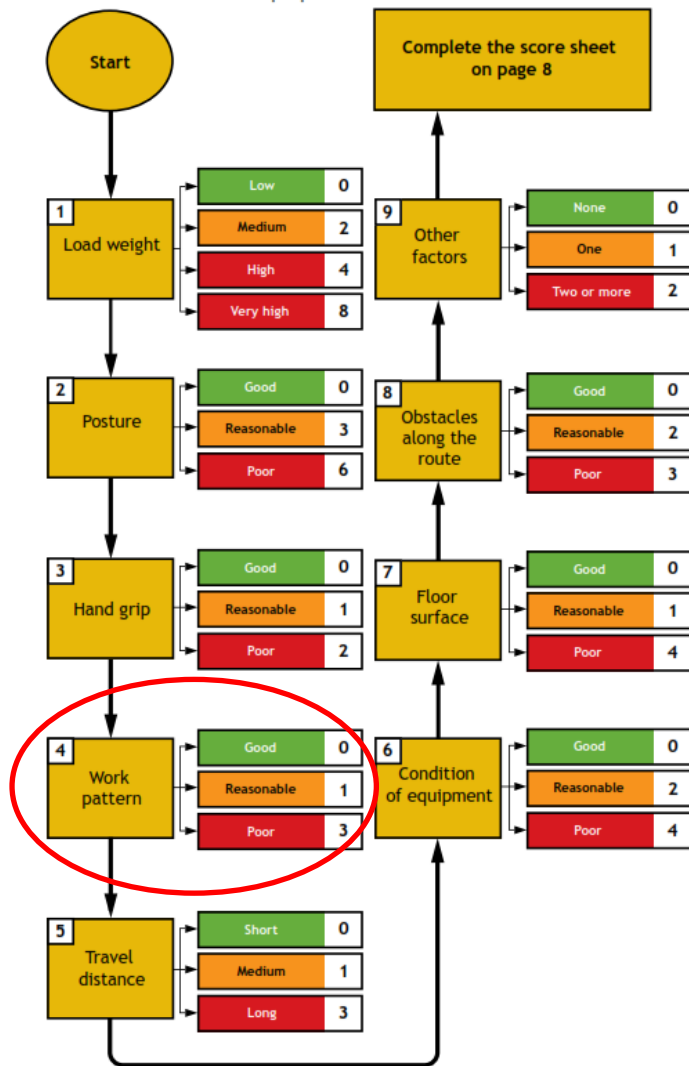 Start
Complete the score sheet
on page 8
1
Load weight
Low 0
Medium 2
High 4
Very high 8
2
Posture
Good 0
Reasonable 3
Poor 6
3
Hand grip
Good 0
Reasonable 1
Poor 2
4
Work
pattern
Good 0
Reasonable 1
Poor 3
5
Travel
distance
Short 0
Medium 1
Long 3
6
Condition
of equipment
Good 0
Reasonable 2
Poor 4
7
Floor
surface
Good 0
Reasonable 1
Poor 4
8
Obstacles
along the
route
Good 0
Reasonable 2
Poor 3
9
Other
factors
None 0
One 1
Two or more 2